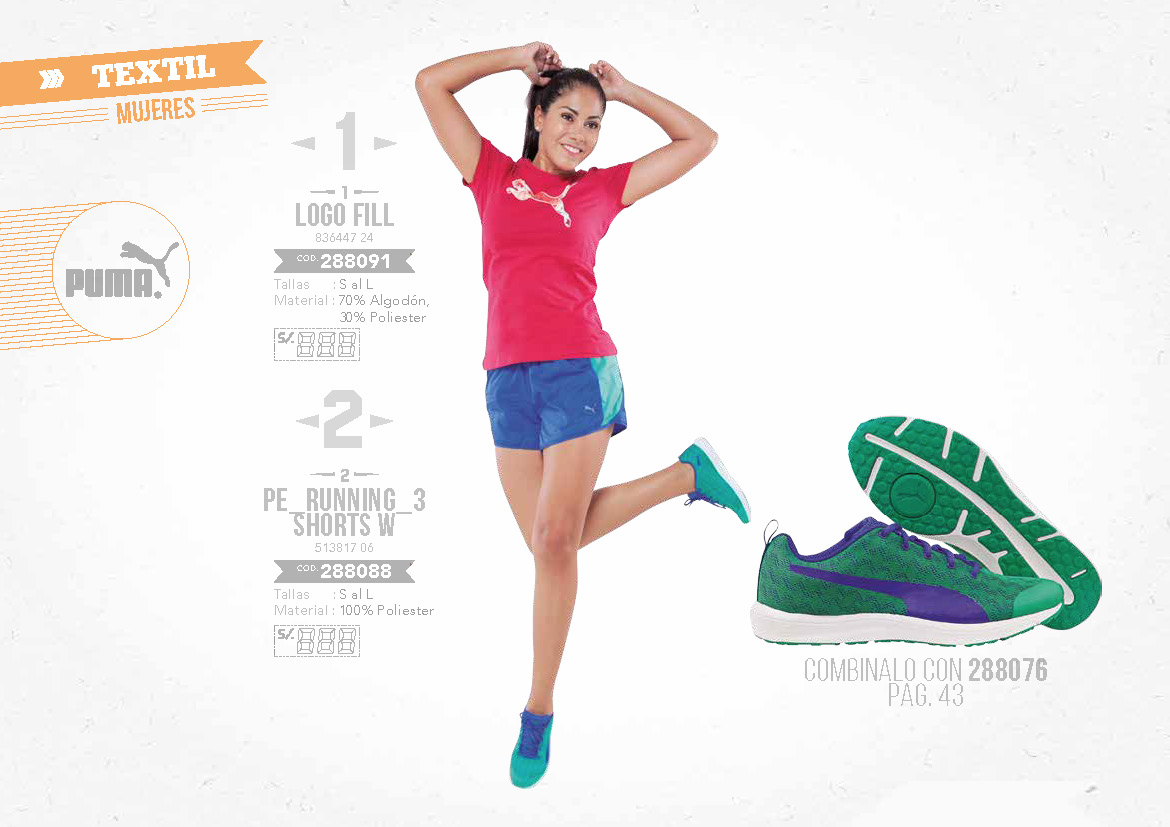 TEXTIL
MUJERES
PUMA.
1
1
LOGO FILL
836447 24
COD. 288091
Tallas : S al L
Material : 70% Algodón,
30% Poliester
S/. 888
2
2
PE_RUNNING_3
SHORTS W
513817 06
COD. 288088
Tallas : S al L
Material : 100% Poliester
S/. 888
COMBINALO CON 288076
PAG. 43